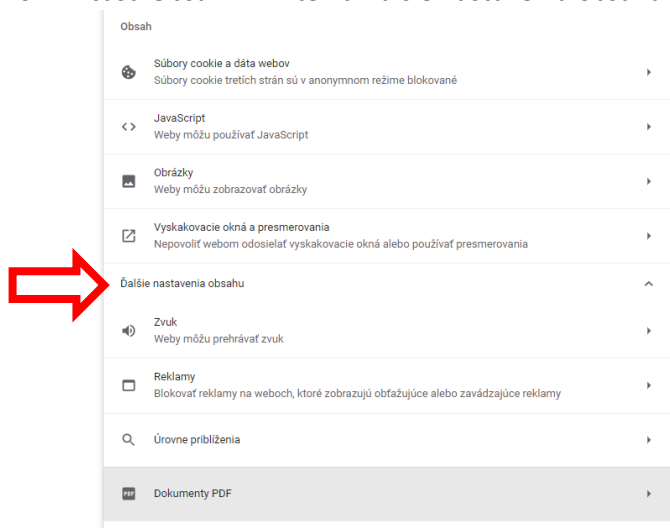 Obsah
Súbory cookie a dáta webov
Súbory cookie tretích strán sú v anonymnom režime blokované
JavaScript
Weby môžu používať JavaScript
Obrázky
Weby môžu zobrazovať obrázky
Vyskakovacie okná a presmerovania
Nepovoliť webom odosielať vyskakovacie okná alebo používať presmerovania
Ďalšie nastavenia obsahu
Zvuk
Weby môžu prehrávať zvuk
Reklamy
Blokovať reklamy na weboch, ktoré zobrazujú obťažujúce alebo zavádzajúce reklamy
Úrovne priblíženia
PDF
Dokumenty PDF